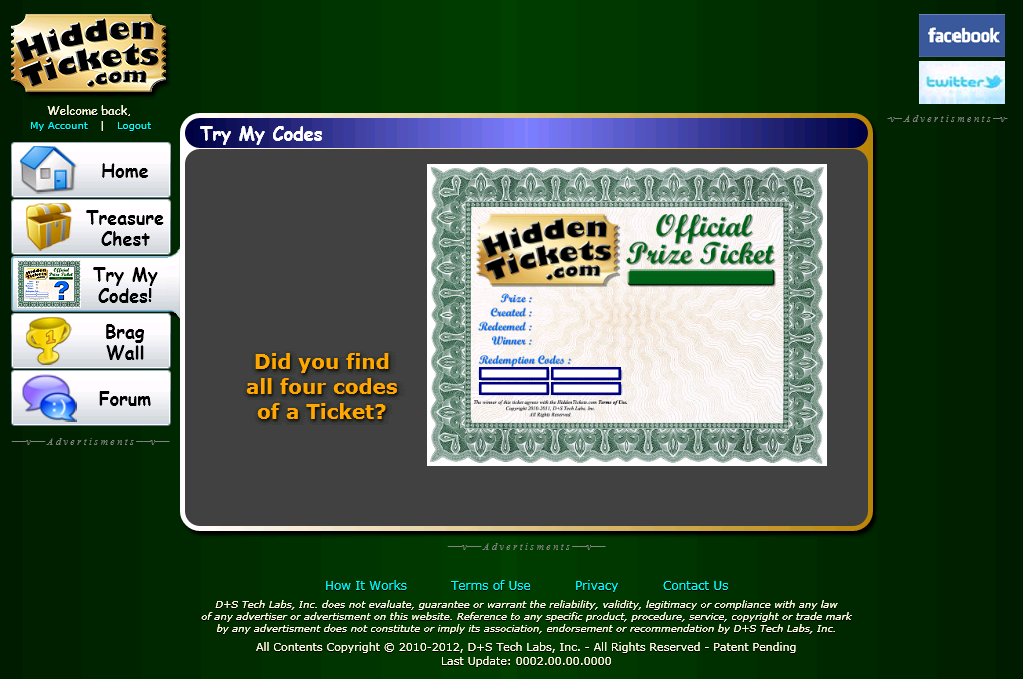 Hidden
Tickets
.com
Welcome back,
My Account | Logout
Home
Treasure
Chest
Try My
Codes!
Brag
Wall
Forum
Advertisments
Try My Codes
Did you find
all four codes
of a Ticket?
Hidden
Tickets
.com
Official
Prize Ticket
Prize :
Created :
Redeemed :
Winner :
Redemption Codes :
The winner of this ticket agrees with the HiddenTickets.com Terms of Use.
Copyright 2010-2011, D+S Tech Labs, Inc.
All Rights Reserved.
facebook
twitter
Advertisments
Advertisments
How It Works Terms of Use Privacy Contact Us
D+S Tech Labs, Inc. does not evaluate, guarantee or warrant the reliability, validity, legitimacy or compliance with any law
of any advertiser or advertisment on this website. Reference to any specific product, procedure, service, copyright or trade mark
by any advertisment does not constitute or imply its association, endorsement or recommendation by D+S Tech Labs, Inc.
All Contents Copyright © 2010-2012, D+S Tech Labs, Inc. - All Rights Reserved - Patent Pending
Last Update: 0002.00.00.0000